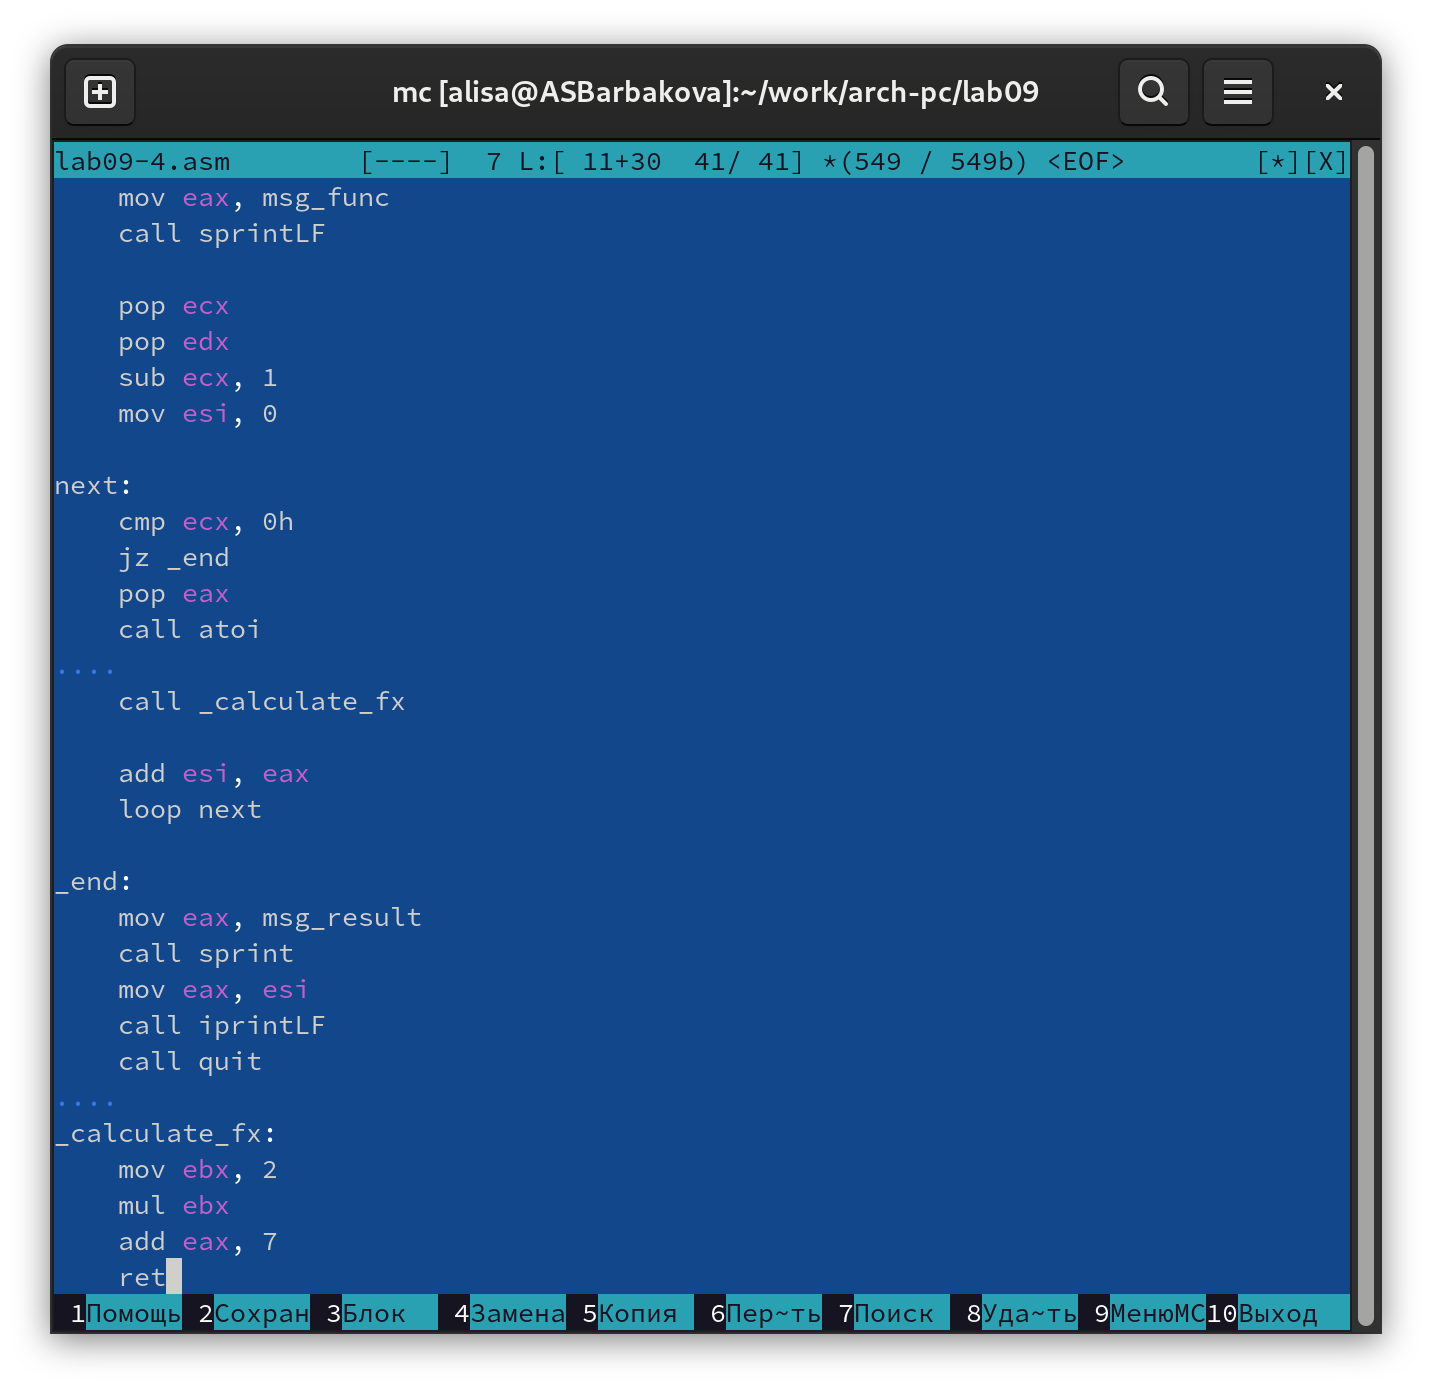 mc [alisa@ASBarbakova]:~/work/arch-pc/lab09
lab09-4.asm [----] 7 L:[ 11+30 41/ 41] *(549 / 549b) <EOF> [*][X]
mov eax, msg_func
call sprintLF
pop ecx
pop edx
sub ecx, 1
mov esi, 0
next:
cmp ecx, 0h
jz _end
pop eax
call atoi
....
call _calculate_fx
add esi, eax
loop next
_end:
mov eax, msg_result
call sprint
mov eax, esi
call iprintLF
call quit
....
_calculate_fx:
mov ebx, 2
mul ebx
add eax, 7
ret
1Помощь 2Сохран 3Блок 4Замена 5Копия 6Пер~ть 7Поиск 8Уда~ть 9МенюMC 10Выход